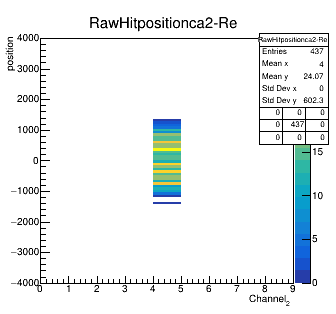 RawHitpositionca2-Re
position
4000
3000
2000
1000
0
−1000
−2000
−3000
−4000
0 1 2 3 4 5 6 7 8 9
Channel2
RawHitpositionca2-Re
Entries 437
Mean x 4
Mean y 24.07
Std Dev x 0
Std Dev y 602.3
0 0 0
0 437 0
0 0 0
15
10
5
0